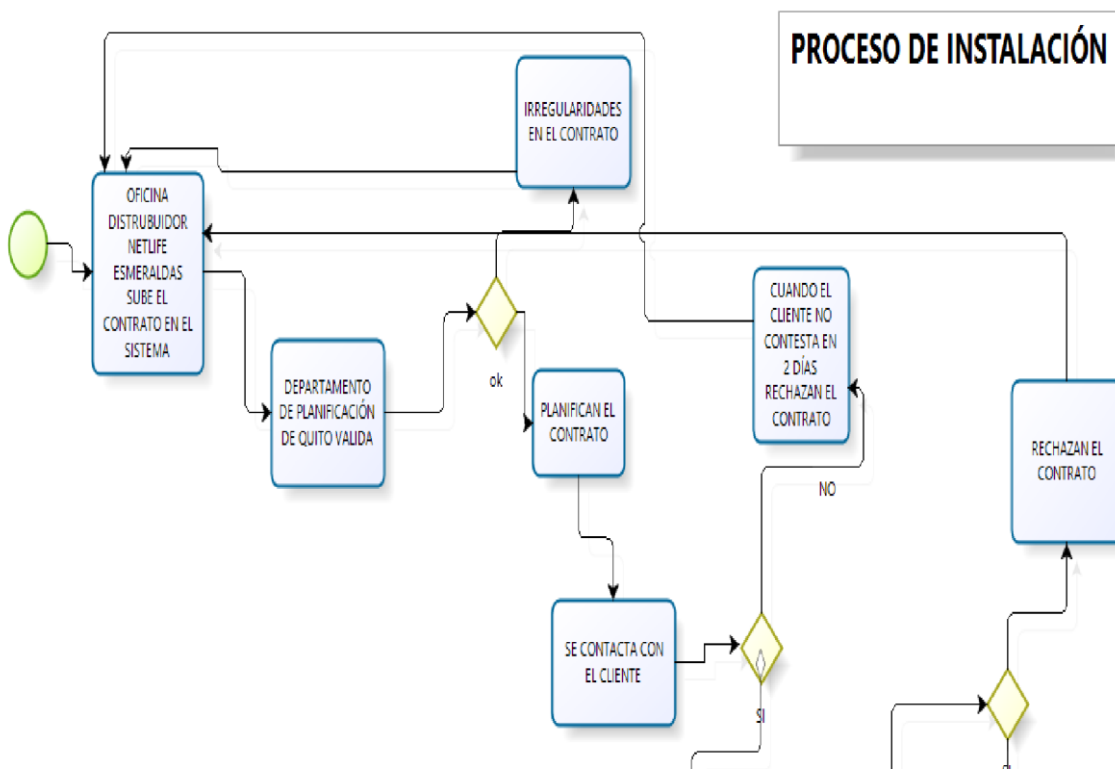 PROCESO DE INSTALACIÓN
IRREGULARIDADES
EN EL CONTRATO
OFICINA
DISTRUBUIDOR
NETLIFE
ESMERALDAS
SUBE EL
CONTRATO EN EL
SISTEMA
DEPARTAMENTO
DE PLANIFICACIÓN
DE QUITO VALIDA
ok
PLANIFICAN EL
CONTRATO
CUANDO EL
CLIENTE NO
CONTESTA EN
2 DÍAS
RECHAZAN EL
CONTRATO
NO
RECHAZAN EL
CONTRATO
SE CONTACTA CON
EL CLIENTE
SI